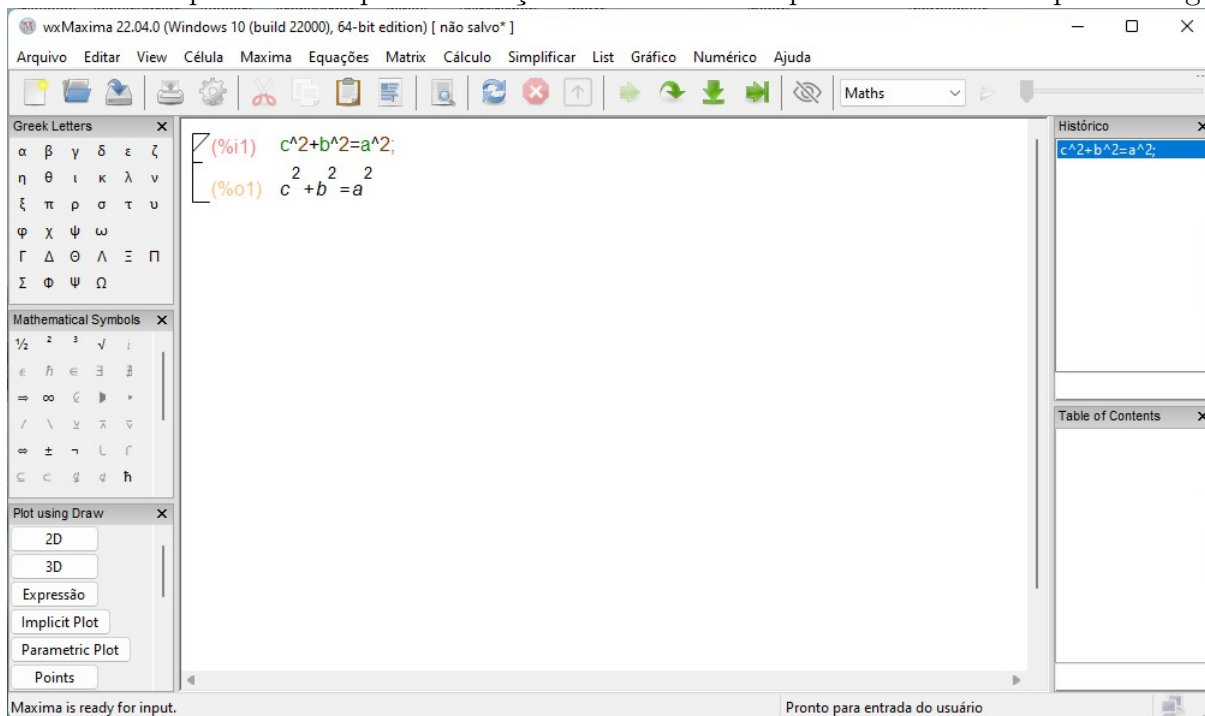 wxMaxima 22.04.0 (Windows 10 (build 22000), 64-bit edition) [ não salvo* ]
Arquivo Editar View Célula Maxima Equações Matrix Cálculo Simplificar List Gráfico Numérico Ajuda
Maths
Greek Letters
α β γ δ ε ζ
η θ ι κ λ ν
ξ π ρ σ τ υ
φ χ ψ ω
Γ Δ Θ Λ Ξ Π
Σ Φ Ψ Ω
Mathematical Symbols
½ ² ³ √ i
e ℏ ∈ ∃ ∄
⇒ ∞
/ \ ⊻ ⊼ ⊽
⇔ ± ¬
⊆ ⊂ ⊈ ⊄ ħ
Plot using Draw
2D
3D
Expressão
Implicit Plot
Parametric Plot
Points
(%i1) c^2+b^2=a^2;
(%o1) c²+b²=a²
Histórico
c^2+b^2=a^2;
Table of Contents
Maxima is ready for input.
Pronto para entrada do usuário